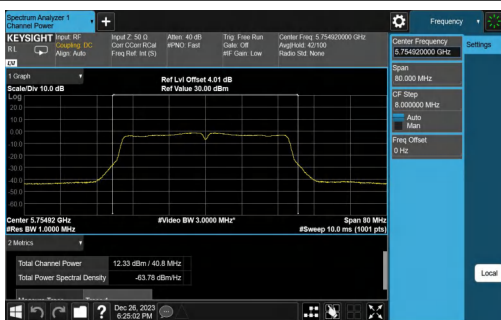 Spectrum Analyzer 1
Channel Power
Frequency
KEYSIGHT
RL
Input: RF
Coupling: DC
Align: Auto
Input Z: 50 Ω
Corr CCorr RCal
Freq Ref: Int (S)
Atten: 40 dB
#PNO: Fast
Trig: Free Run
Gate: Off
#IF Gain: Low
Center Freq: 5.754920000 GHz
Avg|Hold: 42/100
Radio Std: None
Center Frequency
5.754920000 GHz
Settings
LXI
Span
80.000 MHz
CF Step
8.000000 MHz
Auto
Man
Freq Offset
0 Hz
1 Graph
Scale/Div 10.0 dB
Ref Lvl Offset 4.01 dB
Ref Value 30.00 dBm
Log
20.0
10.0
0.00
-10.0
-20.0
-30.0
-40.0
-50.0
-60.0
Center 5.75492 GHz
#Res BW 1.0000 MHz
#Video BW 3.0000 MHz*
Span 80 MHz
#Sweep 10.0 ms (1001 pts)
2 Metrics
Total Channel Power
12.33 dBm / 40.8 MHz
Total Power Spectral Density
-63.78 dBm/Hz
Local
?
Dec 26, 2023
6:25:02 PM